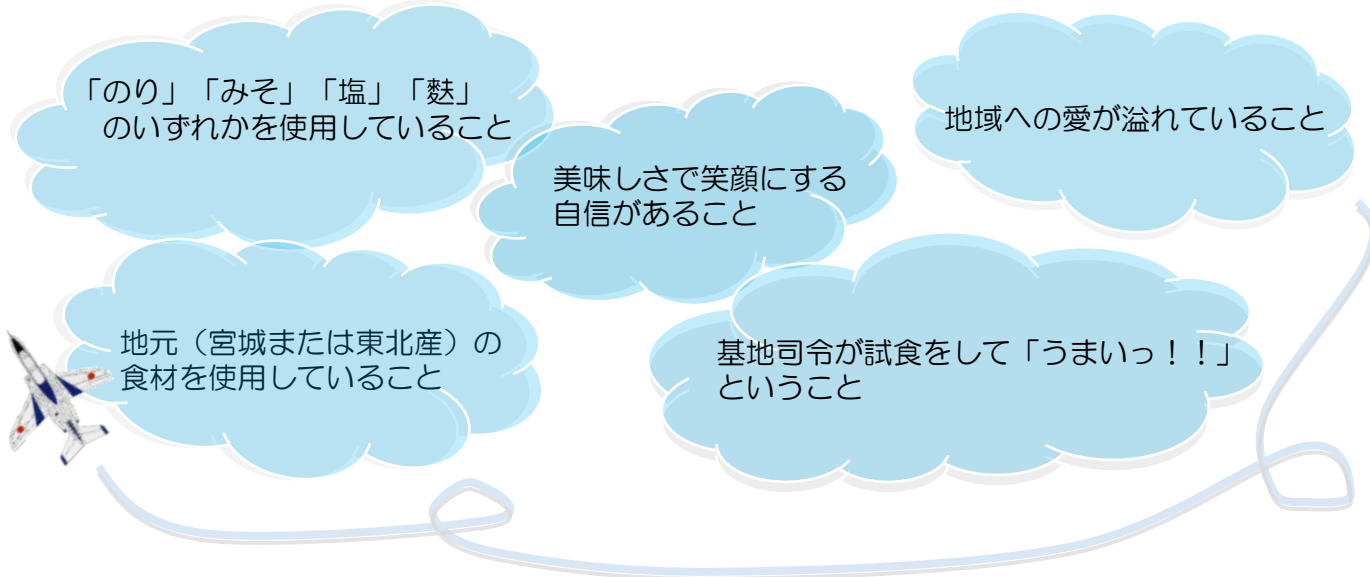 「のり」「みそ」「塩」「麩」
のいずれかを使用していること
地域への愛が溢れていること
美味しさで笑顔にする
自信があること
地元（宮城または東北産）の
食材を使用していること
基地司令が試食をして「うまいっ！！」
ということ